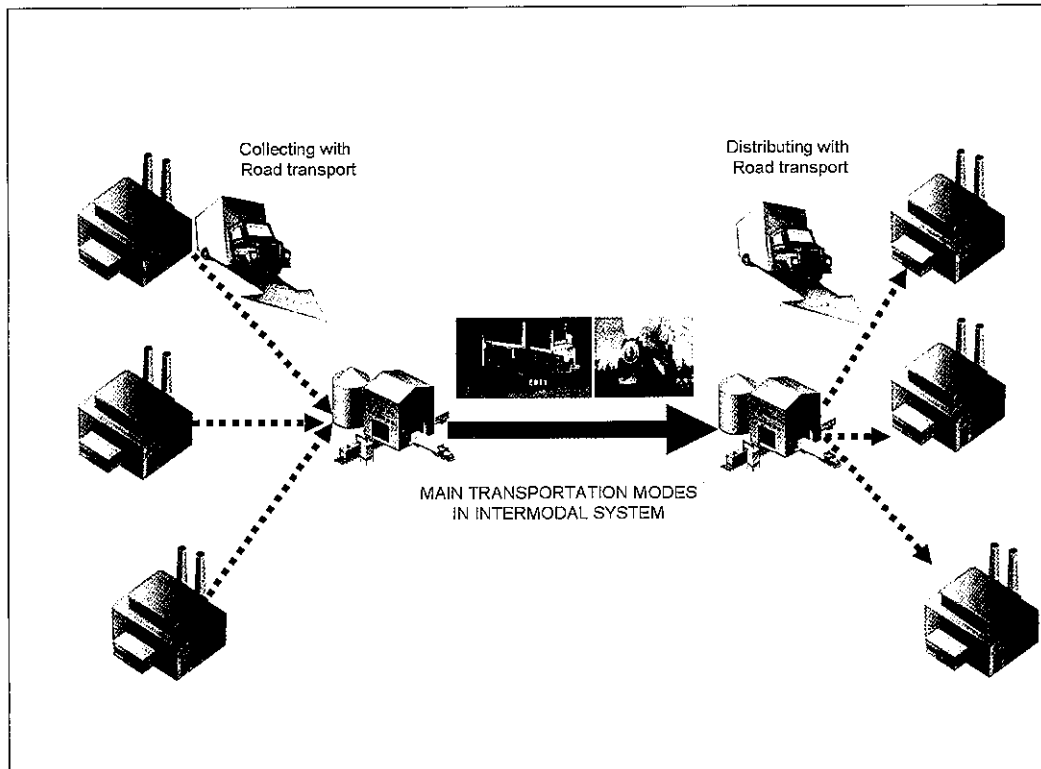 Collecting with
Road transport
Distributing with
Road transport
MAIN TRANSPORTATION MODES
IN INTERMODAL SYSTEM